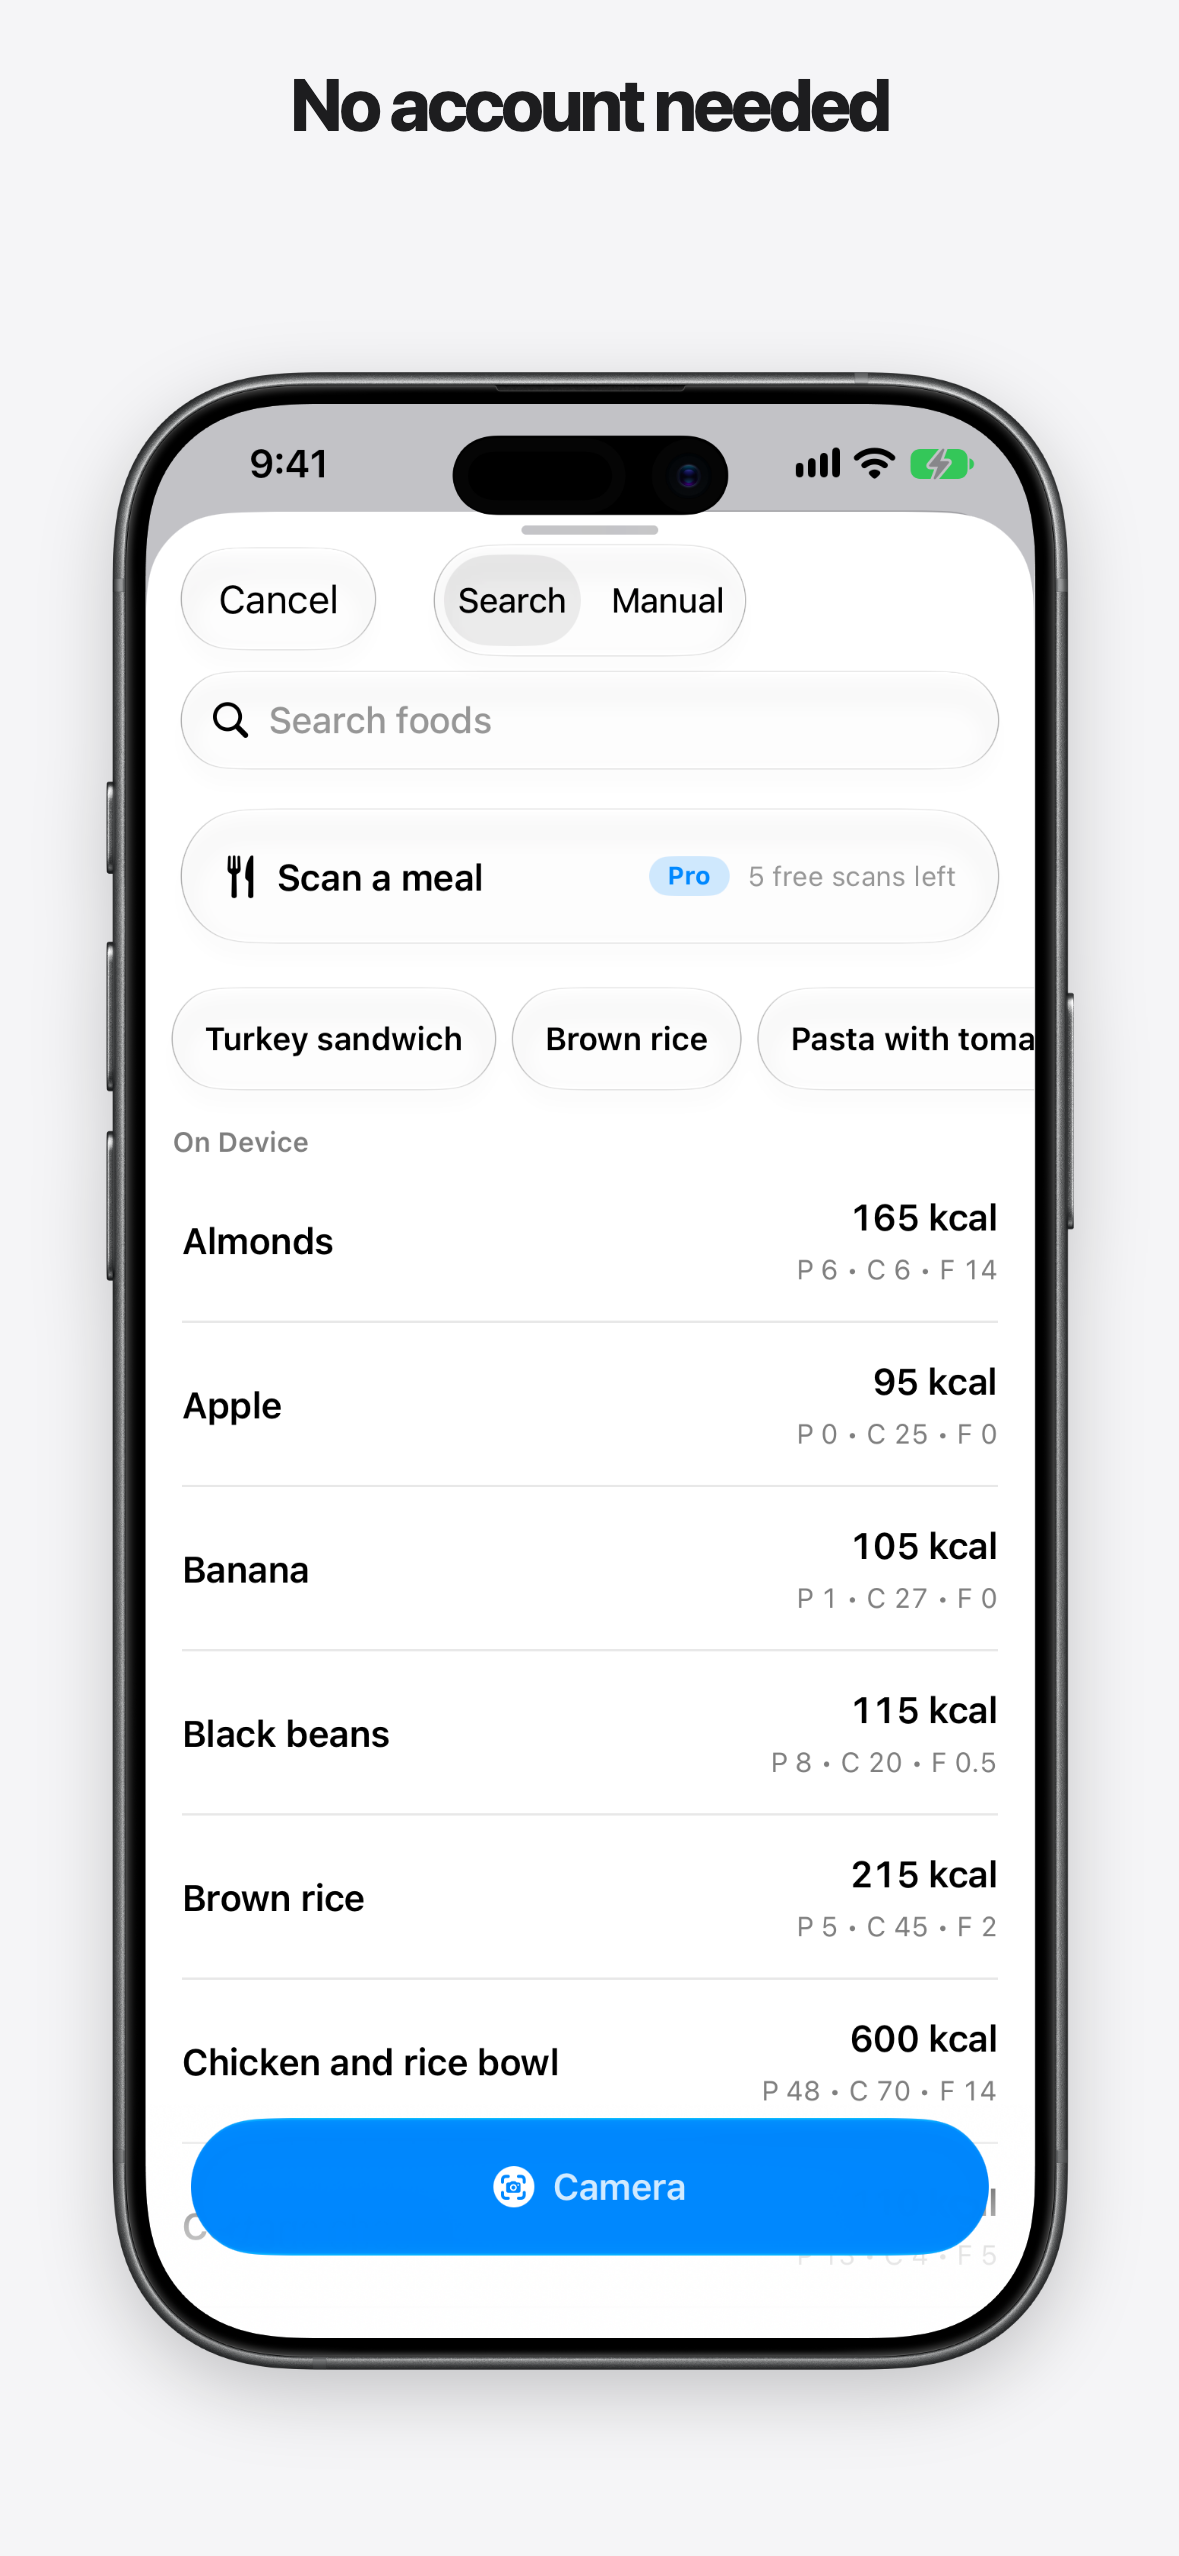 No account needed
9:41
Cancel
Search Manual
Search foods
Scan a meal Pro 5 free scans left
Turkey sandwich Brown rice Pasta with toma
On Device
Almonds 165 kcal
P 6 • C 6 • F 14
Apple 95 kcal
P 0 • C 25 • F 0
Banana 105 kcal
P 1 • C 27 • F 0
Black beans 115 kcal
P 8 • C 20 • F 0.5
Brown rice 215 kcal
P 5 • C 45 • F 2
Chicken and rice bowl 600 kcal
P 48 • C 70 • F 14
Camera